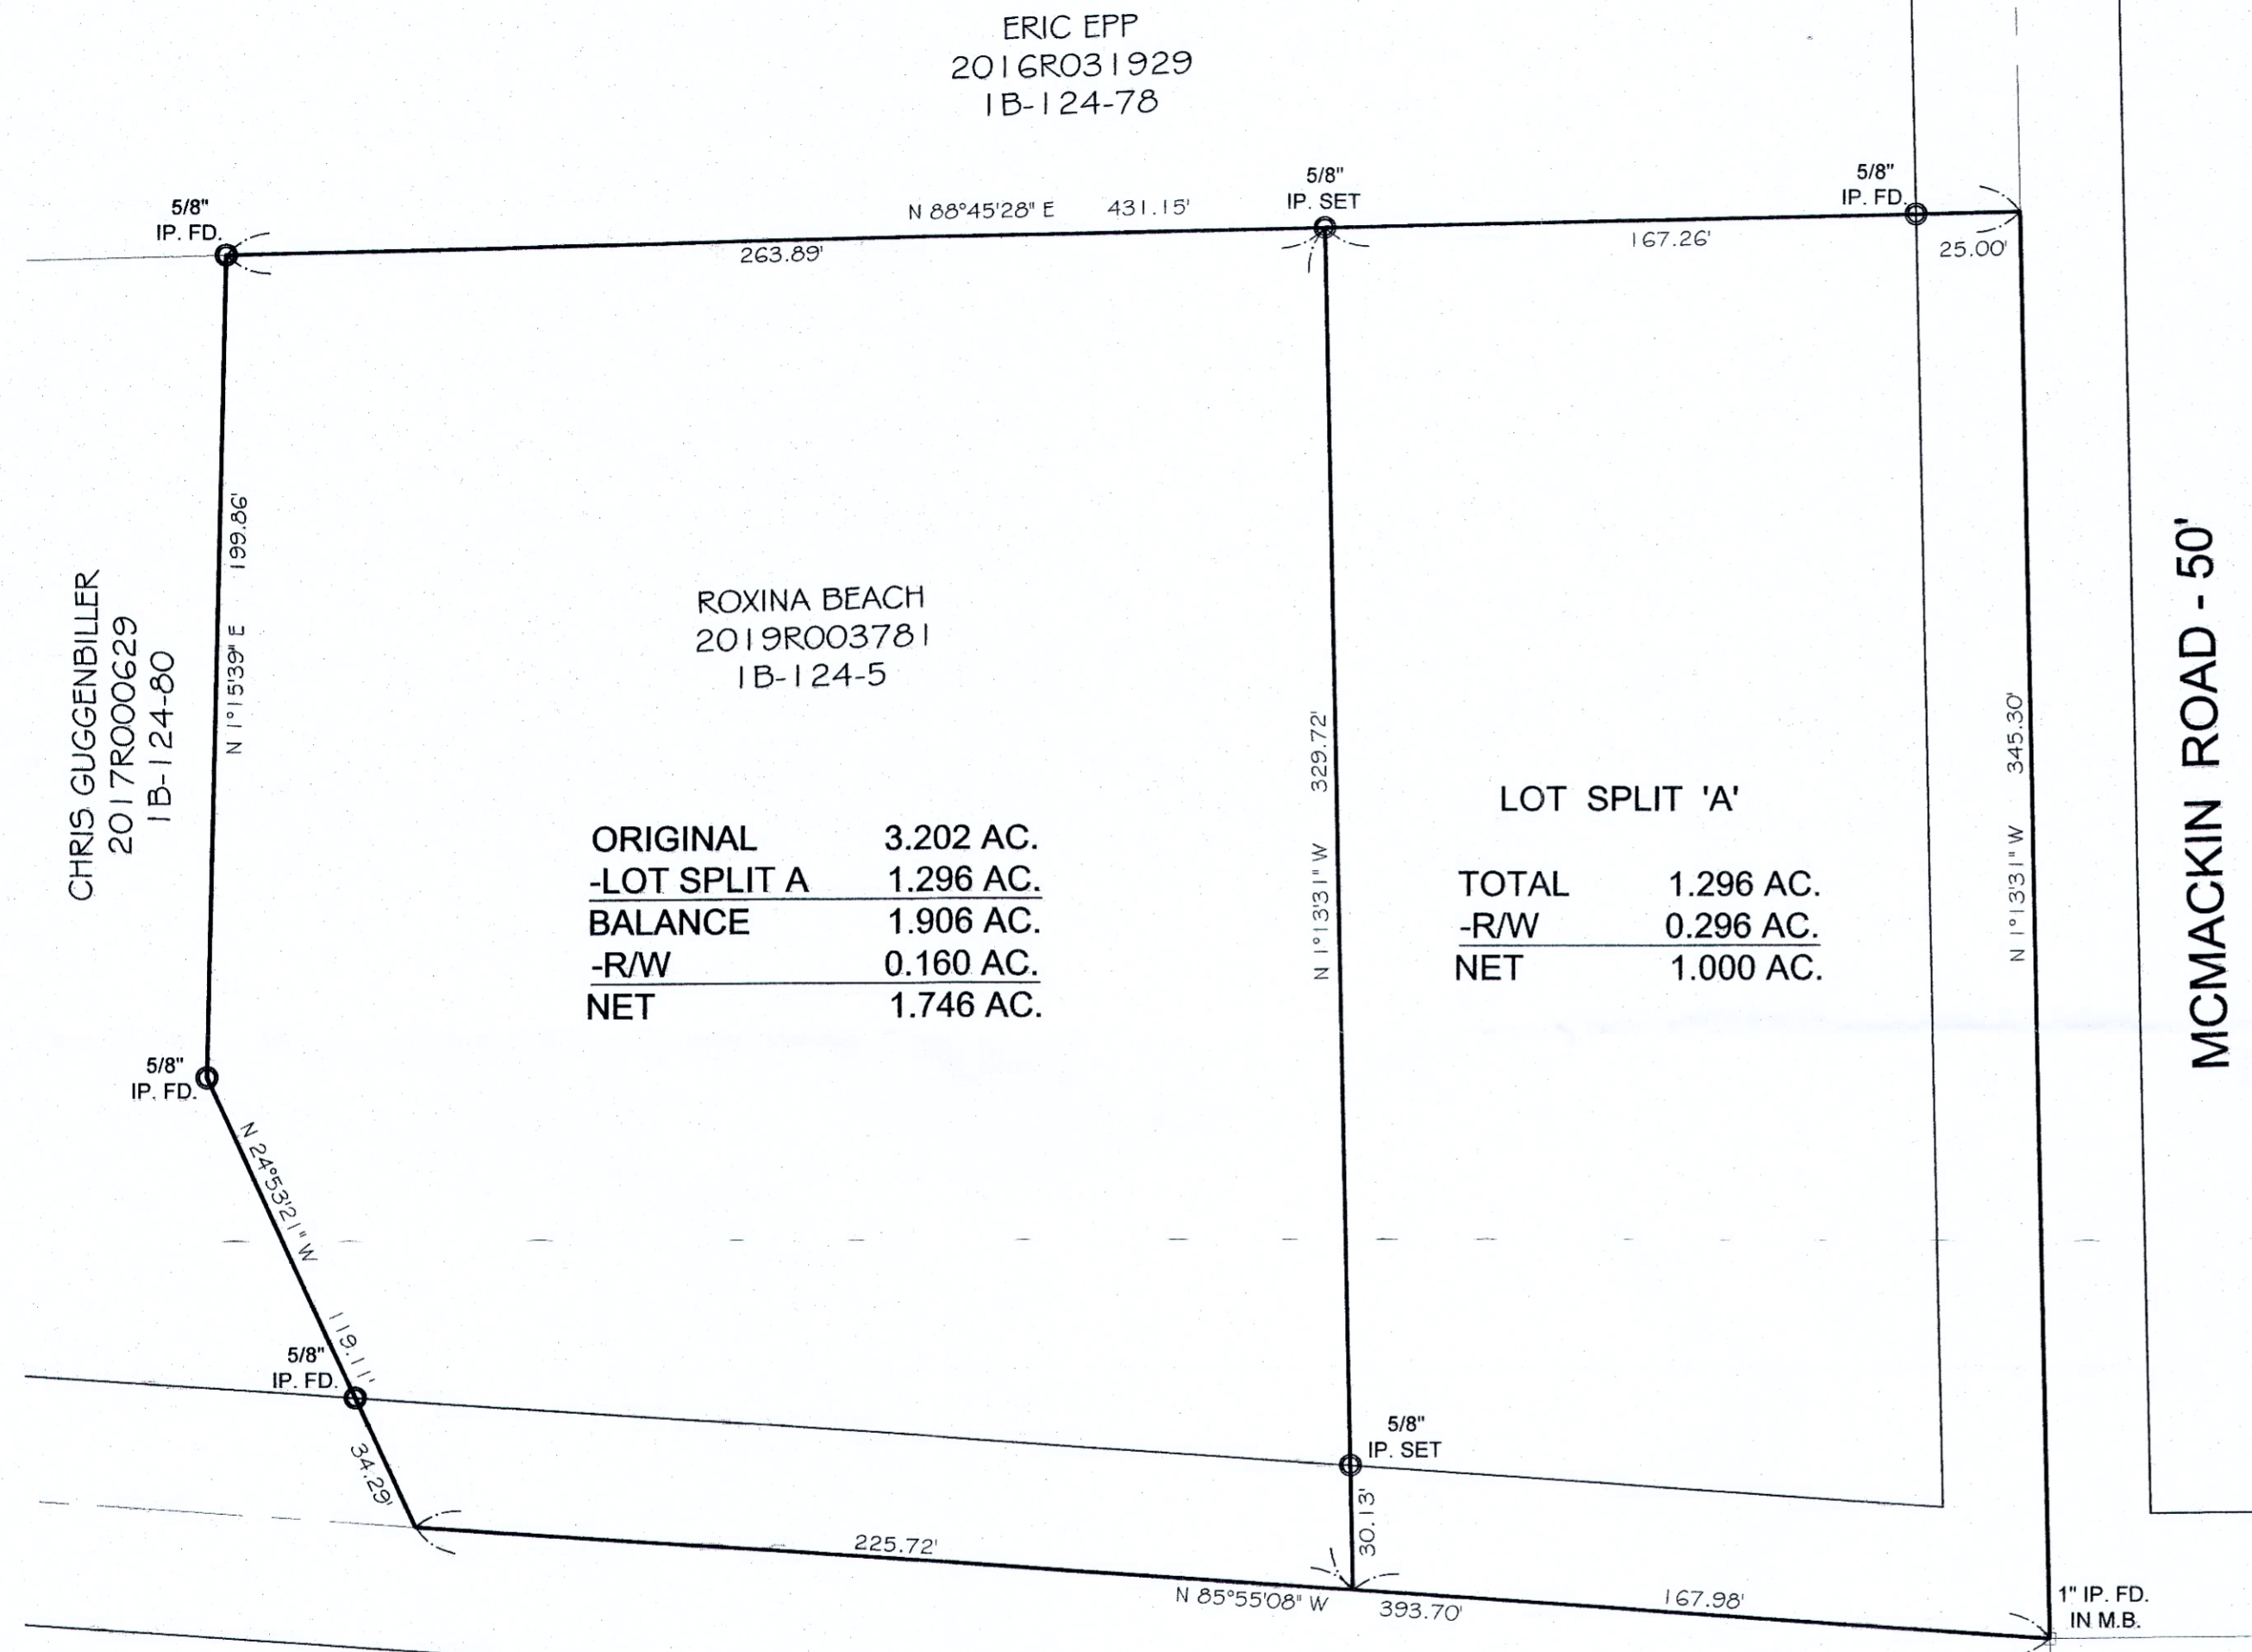 ERIC EPP
2016R031929
1B-124-78
5/8"
IP. FD.
N 88°45'28" E 431.15'
5/8"
IP. SET
5/8"
IP. FD.
263.89'
167.26'
25.00'
CHRIS GUGGENBILLER
2017R000629
1B-124-80
N 1°15'39" E 199.86'
ROXINA BEACH
2019R003781
1B-124-5
ORIGINAL 3.202 AC.
-LOT SPLIT A 1.296 AC.
BALANCE 1.906 AC.
-R/W 0.160 AC.
NET 1.746 AC.
N 1°13'31" W 329.72'
LOT SPLIT 'A'
TOTAL 1.296 AC.
-R/W 0.296 AC.
NET 1.000 AC.
N 1°13'31" W 345.30'
MCMACKIN ROAD - 50'
5/8"
IP. FD.
N 24°53'21" W 119.11'
5/8"
IP. FD.
34.29'
5/8"
IP. SET
30.13'
225.72'
N 85°55'08" W 393.70'
167.98'
1" IP. FD.
IN M.B.